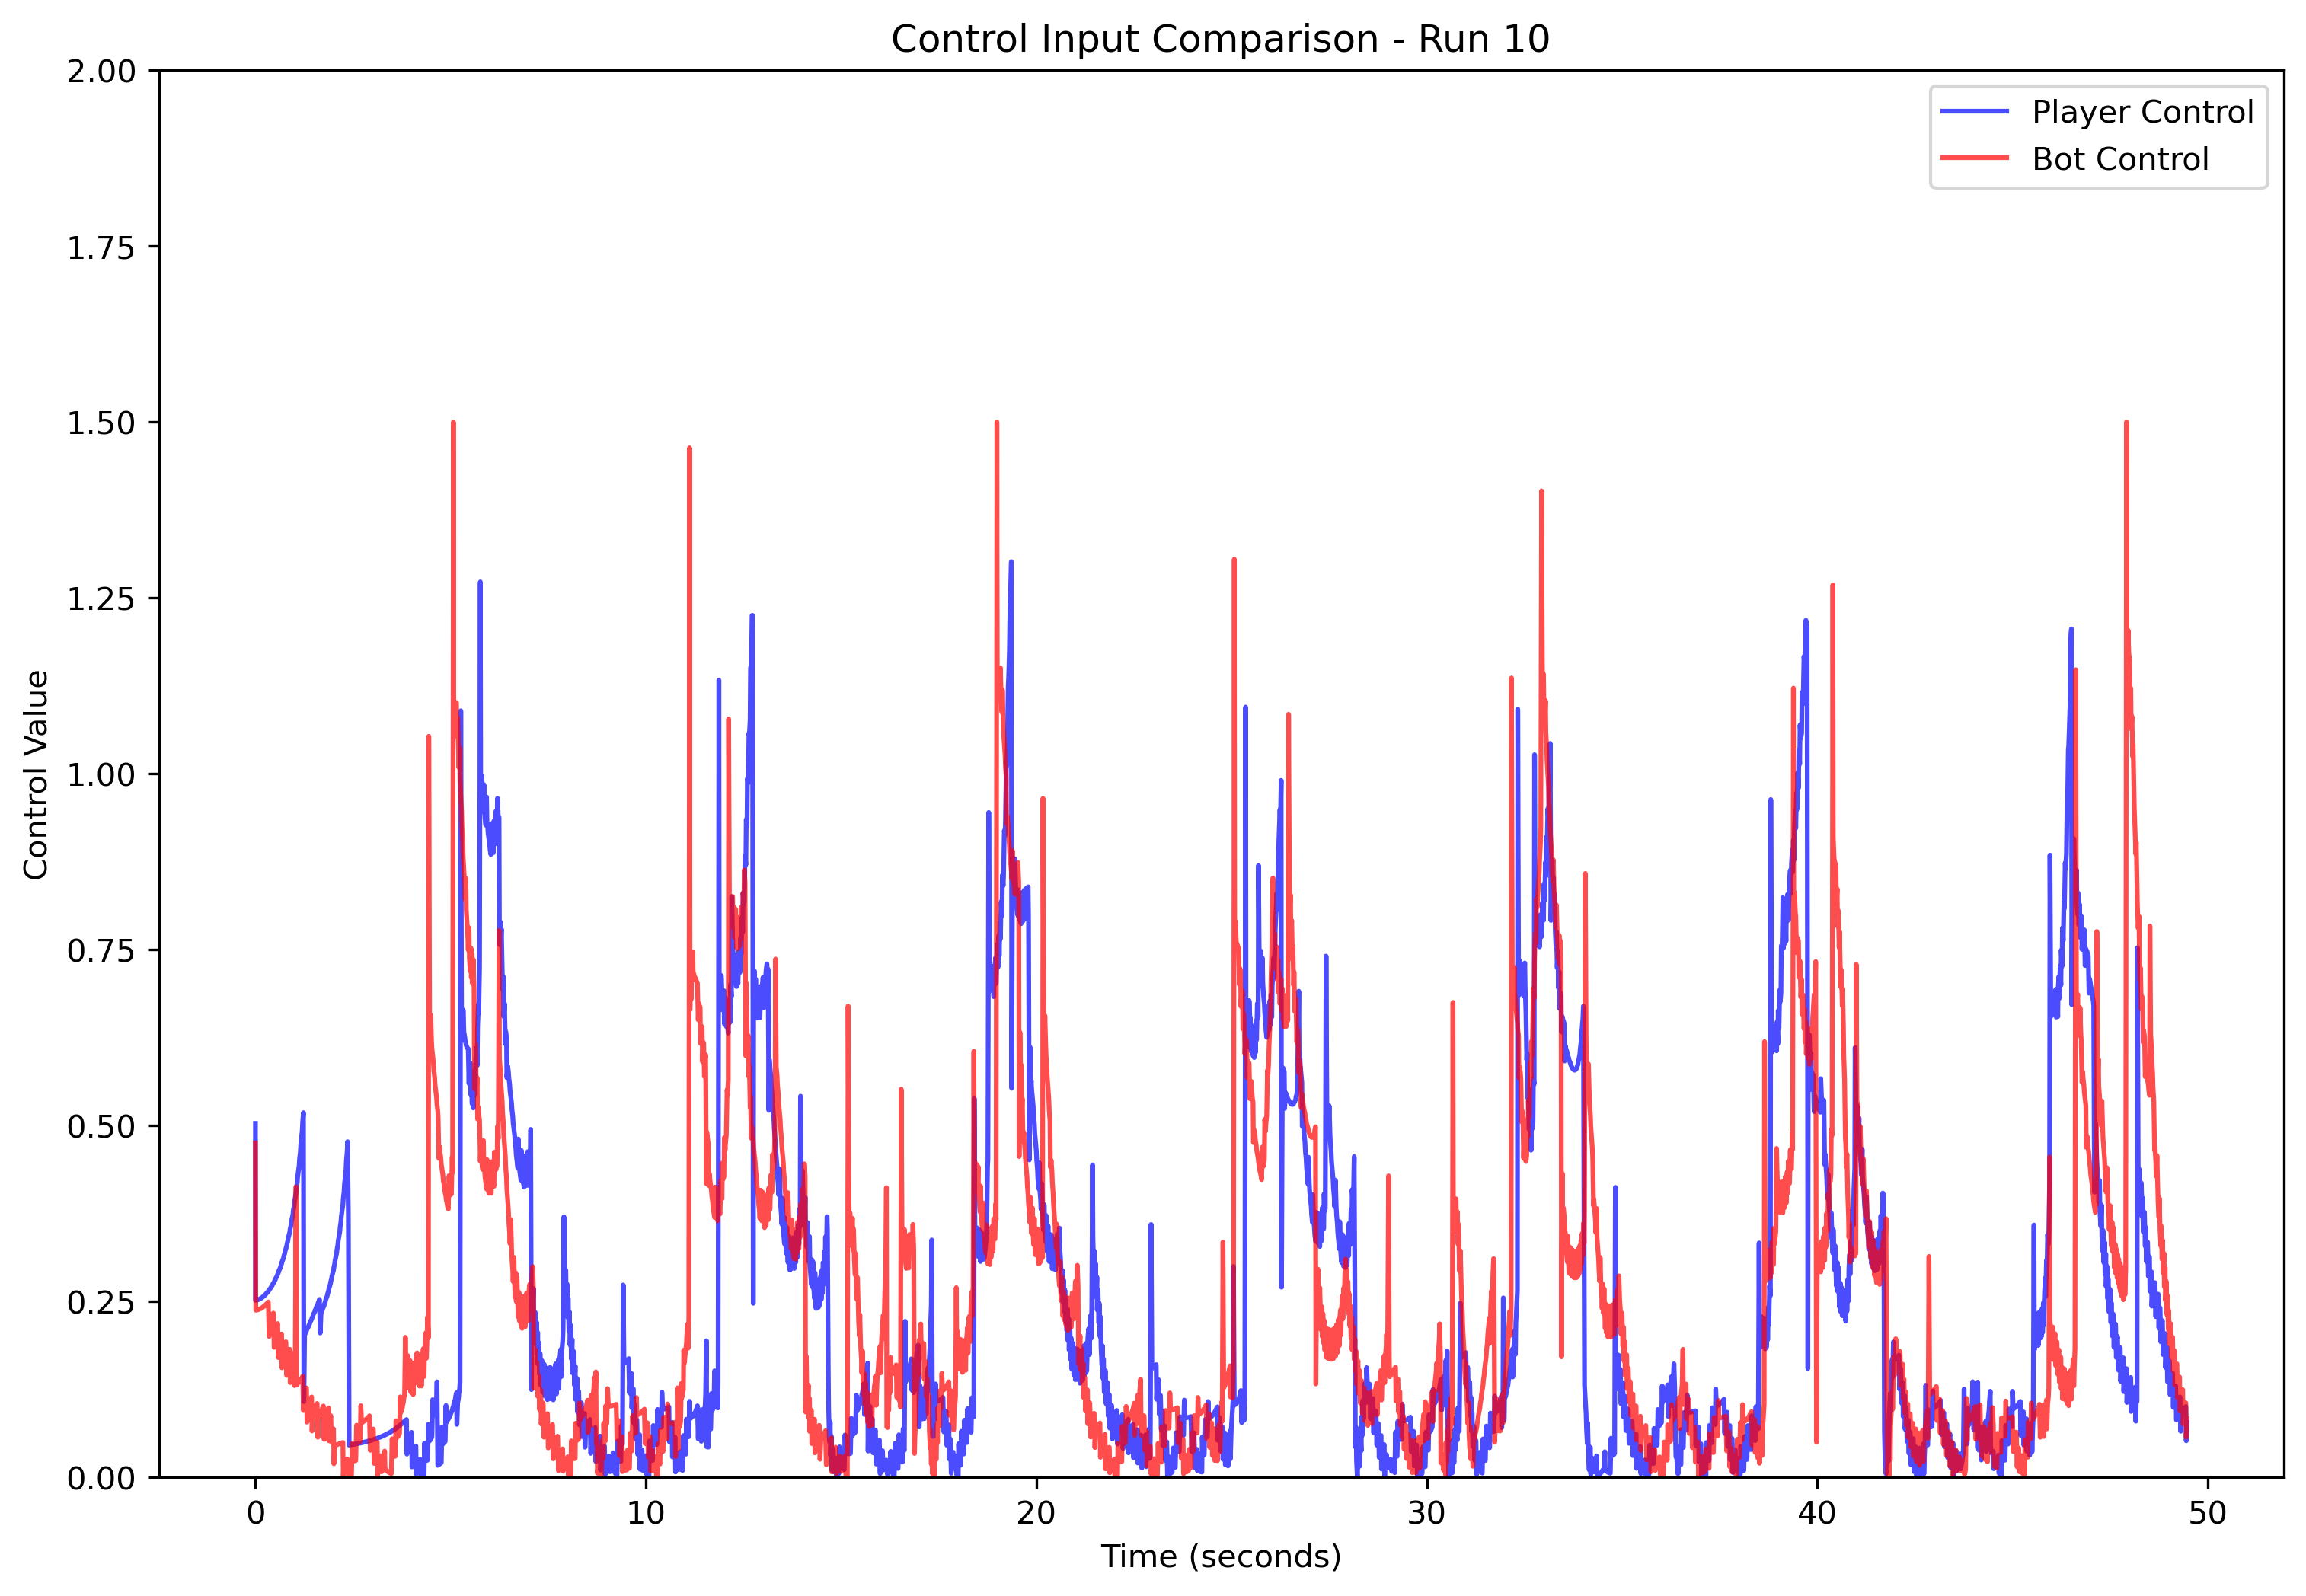 Control Input Comparison - Run 10
2.00
1.75
1.50
1.25
1.00
0.75
0.50
0.25
0.00
Control Value
Player Control
Bot Control
0 10 20 30 40 50
Time (seconds)